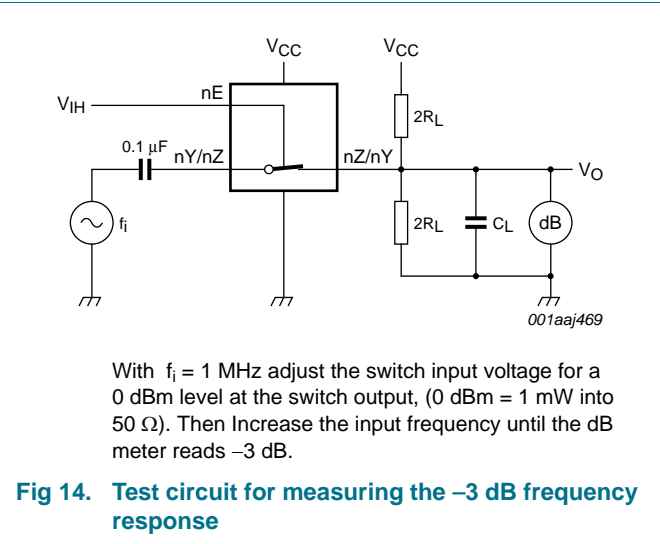 VCC VCC
nE
VIH
2RL
0.1 μF nY/nZ nZ/nY
VO
fi 2RL CL dB
001aaj469
With fi = 1 MHz adjust the switch input voltage for a
0 dBm level at the switch output, (0 dBm = 1 mW into
50 Ω). Then Increase the input frequency until the dB
meter reads −3 dB.
Fig 14. Test circuit for measuring the −3 dB frequency
response